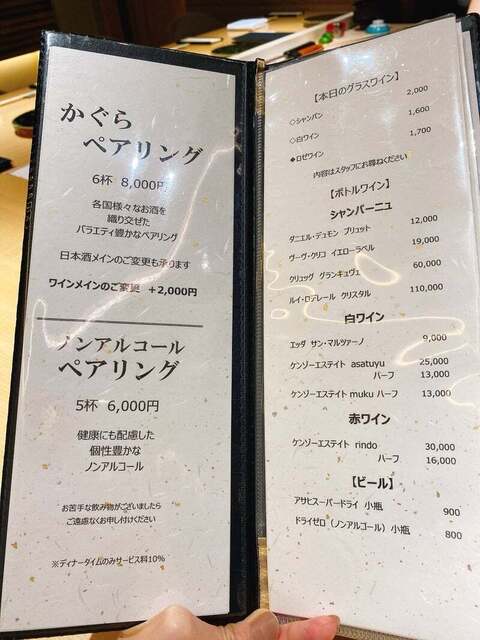 かぐら
ペアリング
6杯 8,000円
各国様々なお酒を
織り交ぜた
バラエティ豊かなペアリング
日本酒メインのご変更も承ります
ワインメインのご変更 +2,000円
ノンアルコール
ペアリング
5杯 6,000円
健康にも配慮した
個性豊かな
ノンアルコール
お苦手な飲み物がございましたら
ご遠慮なくお申し付けください
※ディナータイムのみサービス料10%
【本日のグラスワイン】
◇シャンパン 2,000
◇白ワイン 1,600
◆ロゼワイン 1,700
内容はスタッフにお尋ねください
【ボトルワイン】
シャンパーニュ
ダニエル・デュモン ブリュット 12,000
ヴーヴ・クリコ イエローラベル 19,000
クリュッグ グランキュヴェ 60,000
ルイ・ロデレール クリスタル 110,000
白ワイン
エッダ サン・マルツァーノ 9,000
ケンゾーエステイト asatuyu 25,000
ハーフ 13,000
ケンゾーエステイト muku ハーフ 13,000
赤ワイン
ケンゾーエステイト rindo 30,000
ハーフ 16,000
【ビール】
アサヒスーパードライ 小瓶 900
ドライゼロ（ノンアルコール）小瓶 800